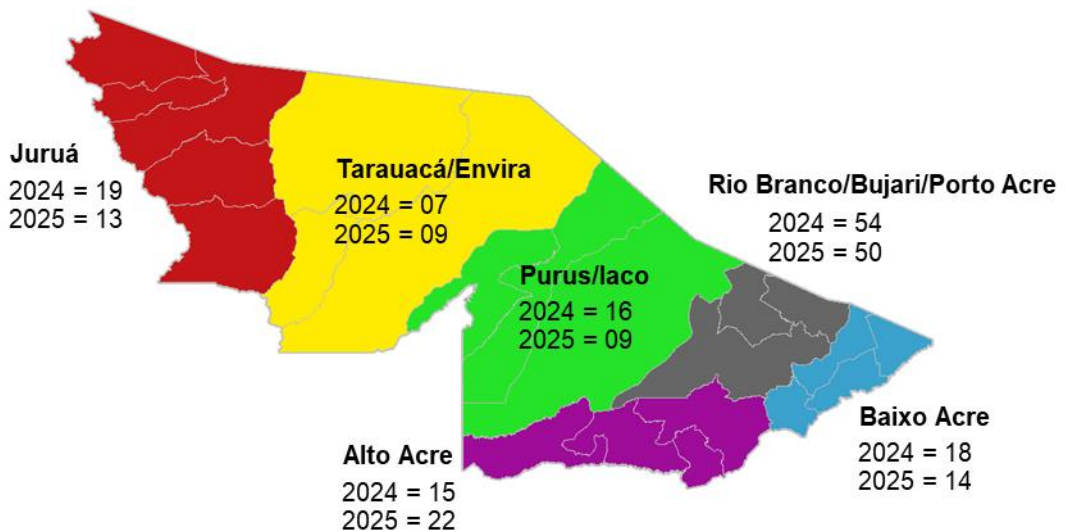 Juruá
2024 = 19
2025 = 13
Tarauacá/Envira
2024 = 07
2025 = 09
Rio Branco/Bujari/Porto Acre
2024 = 54
2025 = 50
Purus/Iaco
2024 = 16
2025 = 09
Alto Acre
2024 = 15
2025 = 22
Baixo Acre
2024 = 18
2025 = 14